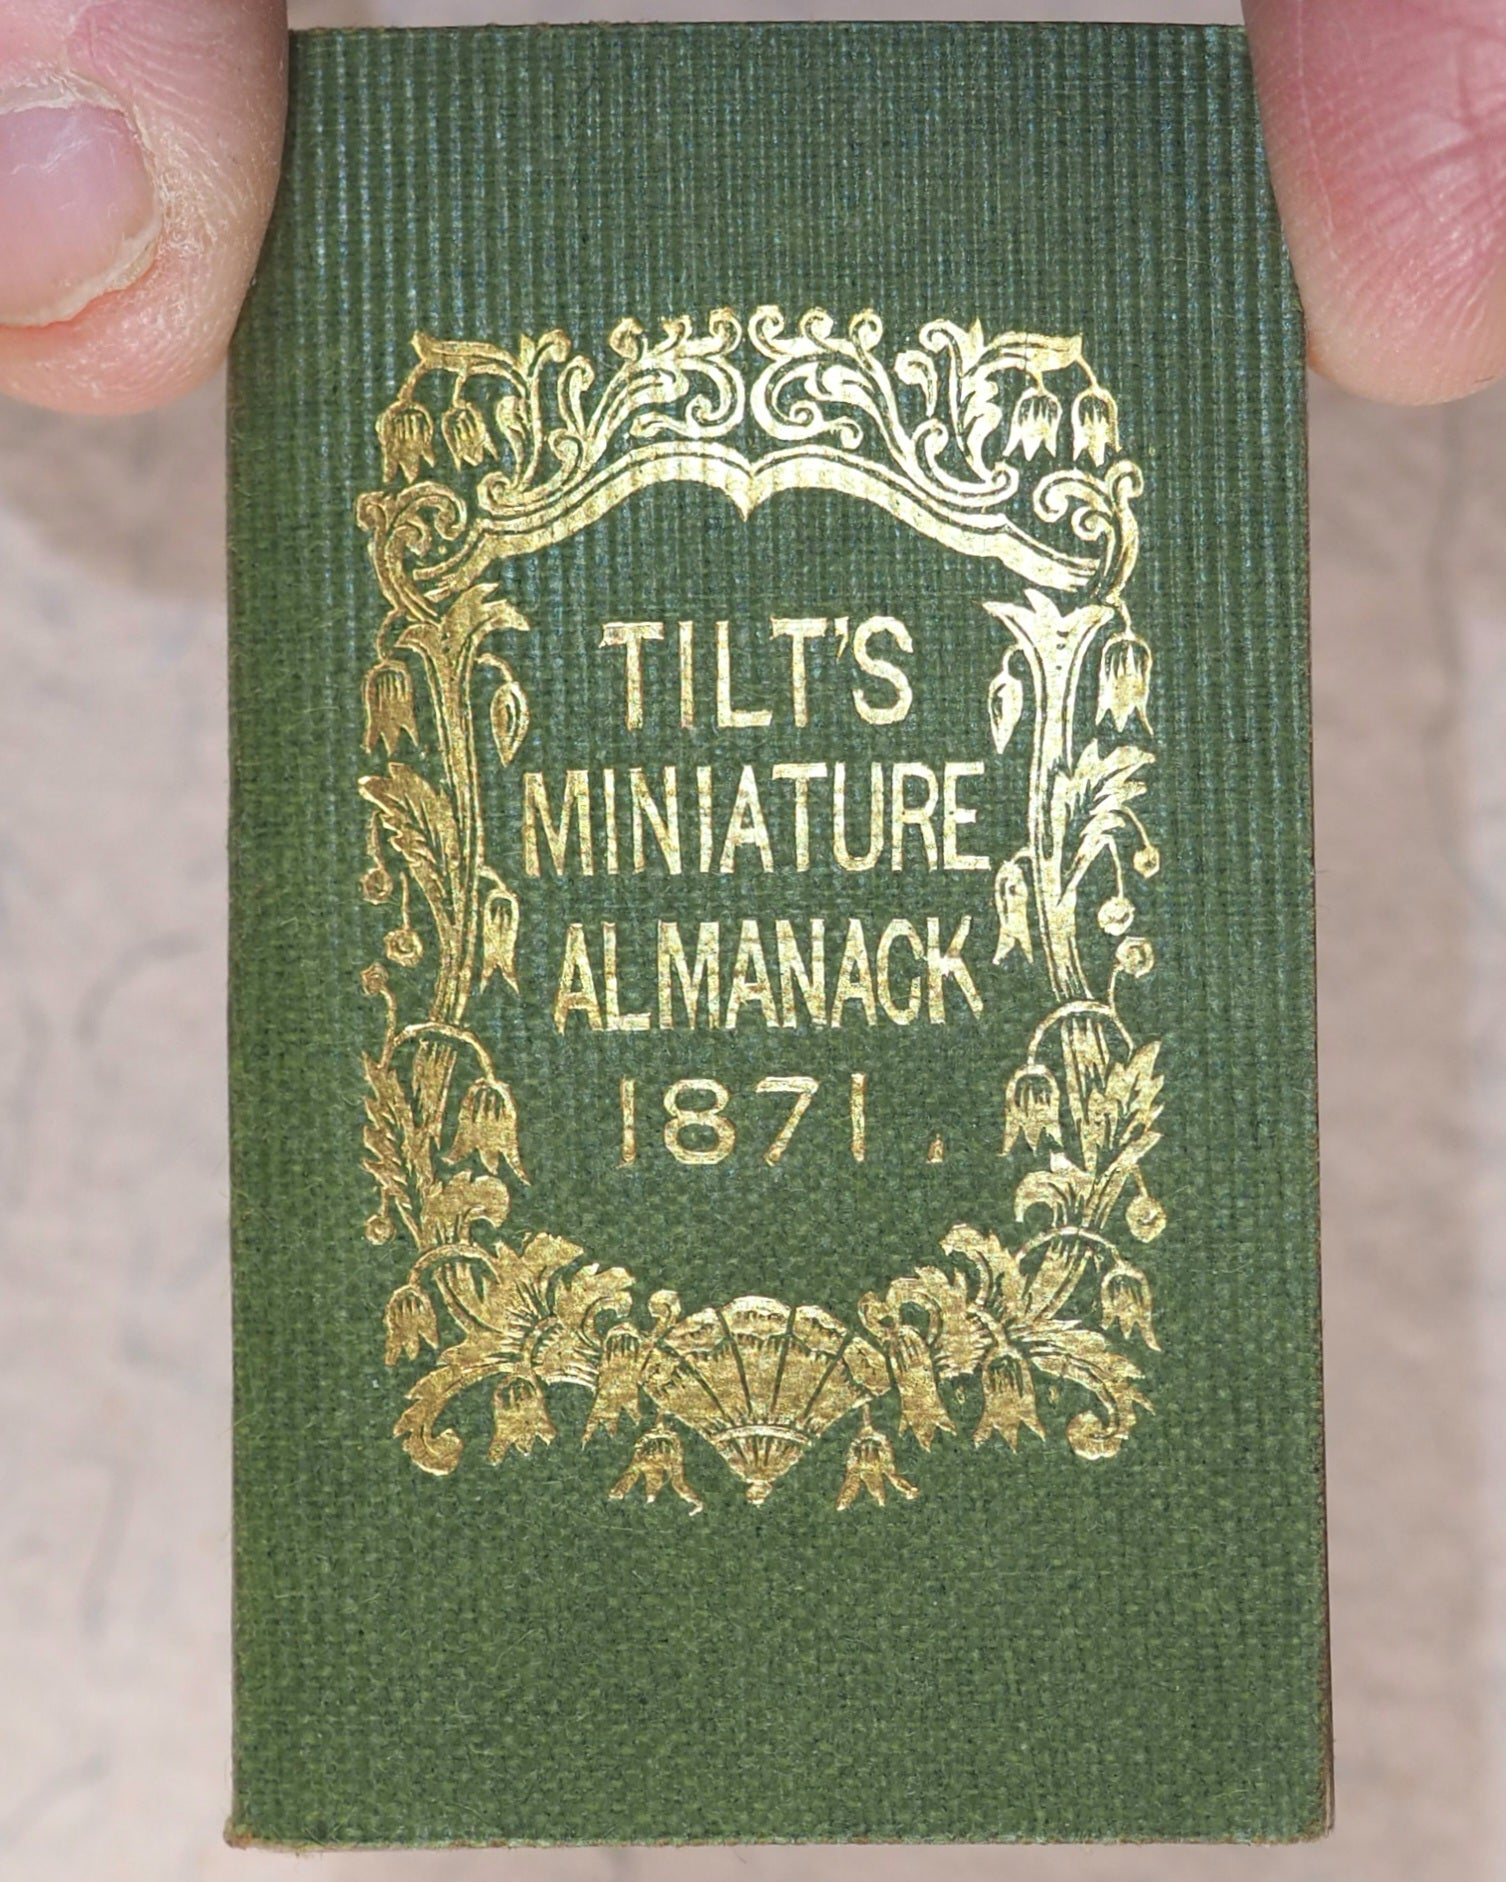 TILT'S
MINIATURE
ALMANACK
1871.